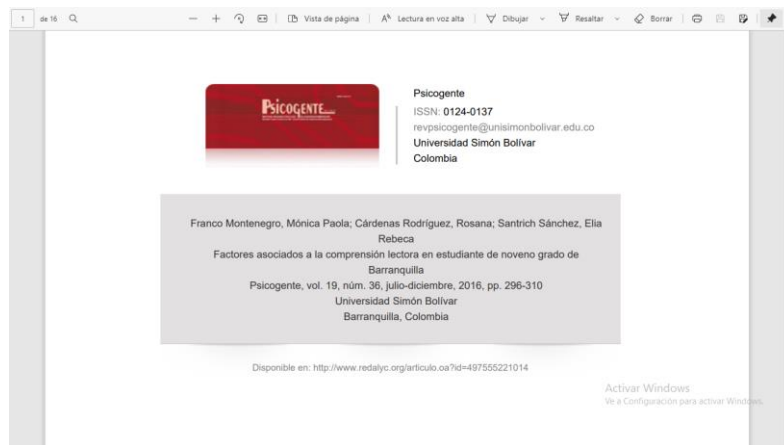 1 de 16
Vista de página
Lectura en voz alta
Dibujar
Resaltar
Borrar
PSICOGENTE
Psicogente
ISSN: 0124-0137
revpsicogente@unisimonbolivar.edu.co
Universidad Simón Bolívar
Colombia
Franco Montenegro, Mónica Paola; Cárdenas Rodríguez, Rosana; Santrich Sánchez, Elia
Rebeca
Factores asociados a la comprensión lectora en estudiante de noveno grado de
Barranquilla
Psicogente, vol. 19, núm. 36, julio-diciembre, 2016, pp. 296-310
Universidad Simón Bolívar
Barranquilla, Colombia
Disponible en: http://www.redalyc.org/articulo.oa?id=497555221014
Activar Windows
Ve a Configuración para activar Windows.